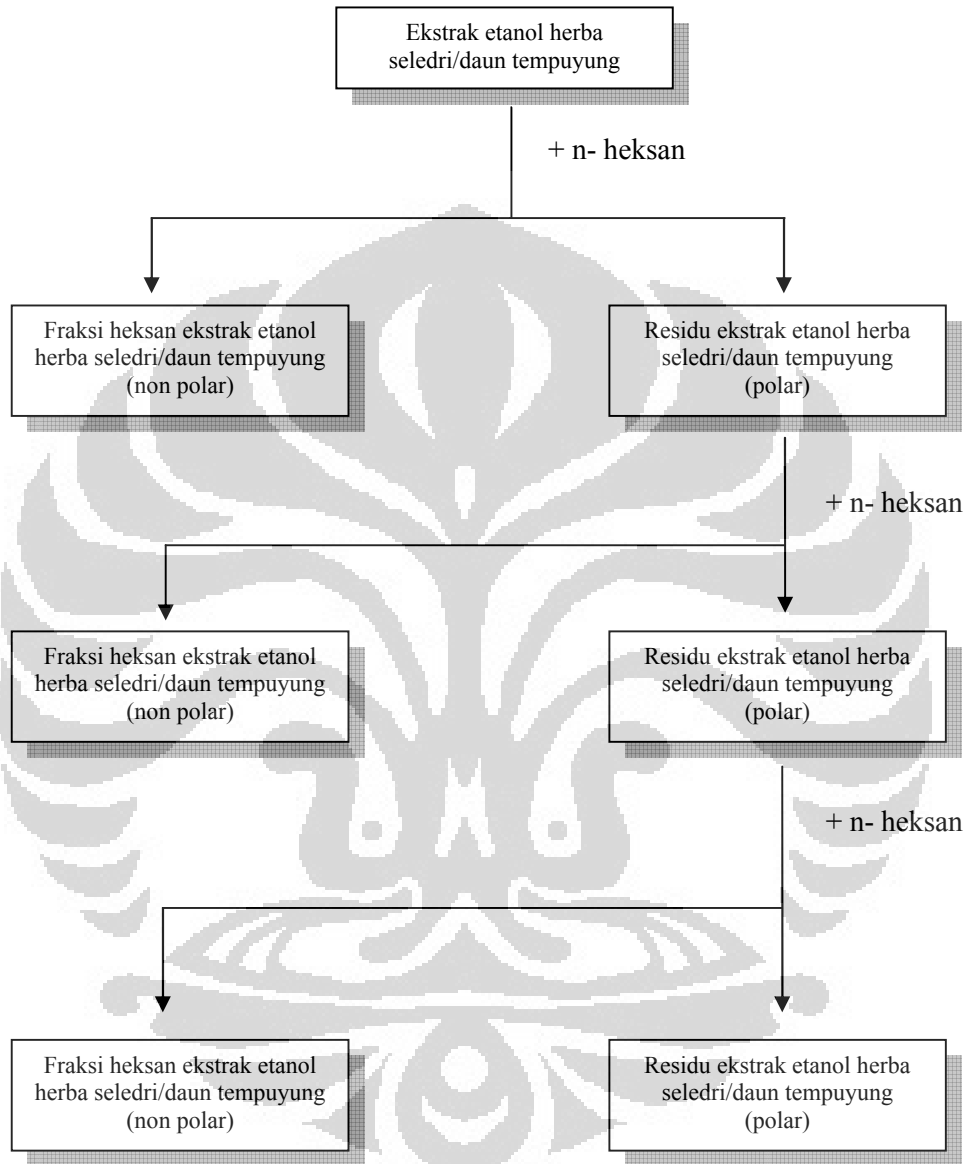 Ekstrak etanol herba
seledri/daun tempuyung
+ n- heksan
Fraksi heksan ekstrak etanol
herba seledri/daun tempuyung
(non polar)
Residu ekstrak etanol herba
seledri/daun tempuyung
(polar)
+ n- heksan
Fraksi heksan ekstrak etanol
herba seledri/daun tempuyung
(non polar)
Residu ekstrak etanol herba
seledri/daun tempuyung
(polar)
+ n- heksan
Fraksi heksan ekstrak etanol
herba seledri/daun tempuyung
(non polar)
Residu ekstrak etanol herba
seledri/daun tempuyung
(polar)